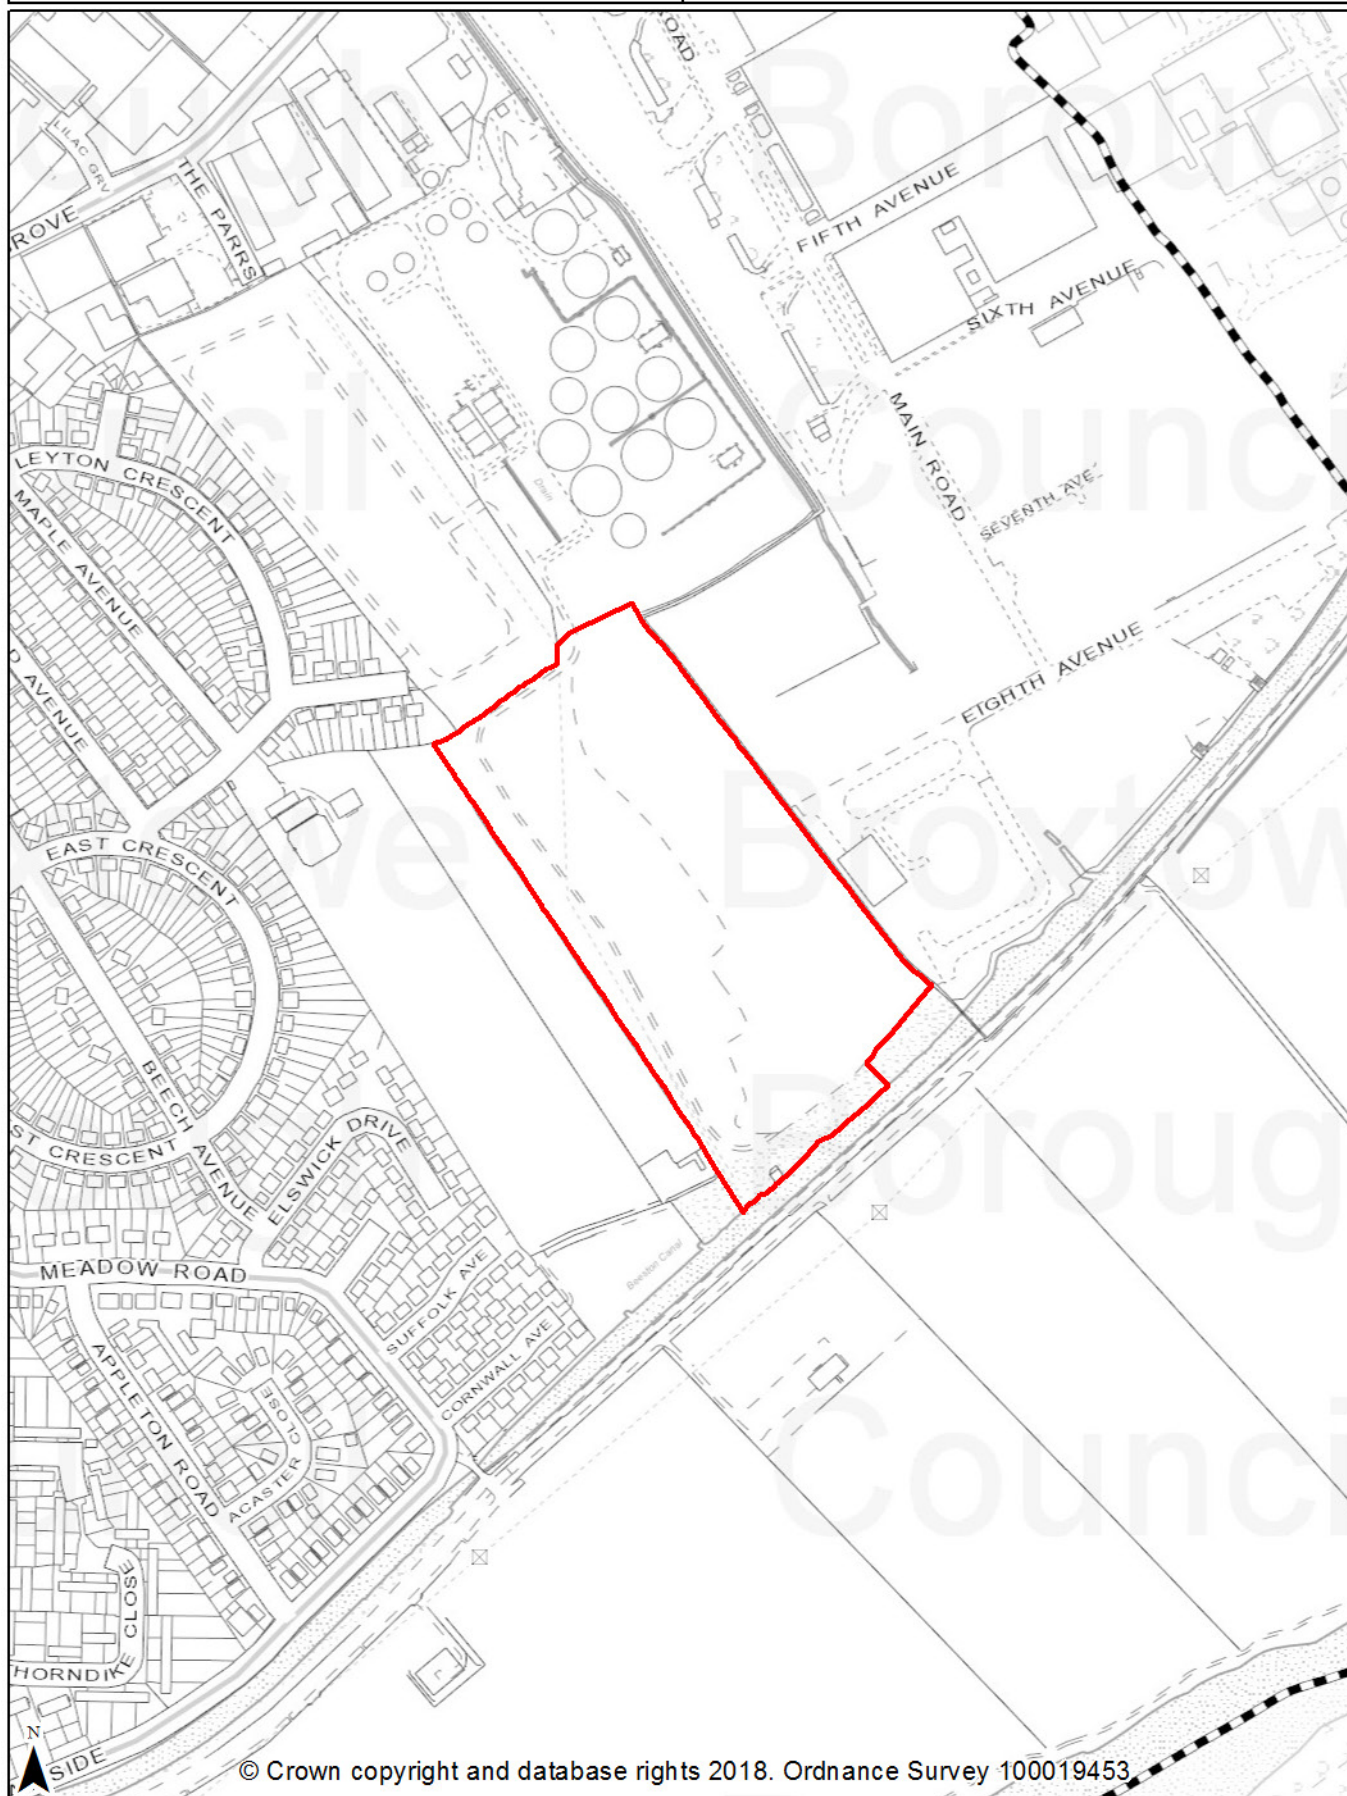 ROAD
Borough
Borough
LILAC GRV
THE PARRS
ROVE
FIFTH AVENUE
SIXTH AVENUE
Council
MAIN ROAD
SEVENTH AVE
LEYTON CRESCENT
MAPLE AVENUE
Drain
D AVENUE
EIGHTH AVENUE
Broxtowe
EAST CRESCENT
BEECH AVENUE
ST CRESCENT
ELSWICK DRIVE
Borough
MEADOW ROAD
SUFFOLK AVE
Beeston Canal
CORNWALL AVE
APPLETON ROAD
ACASTER CLOSE
Council
THORNDIKE CLOSE
N
SIDE
© Crown copyright and database rights 2018. Ordnance Survey 100019453.